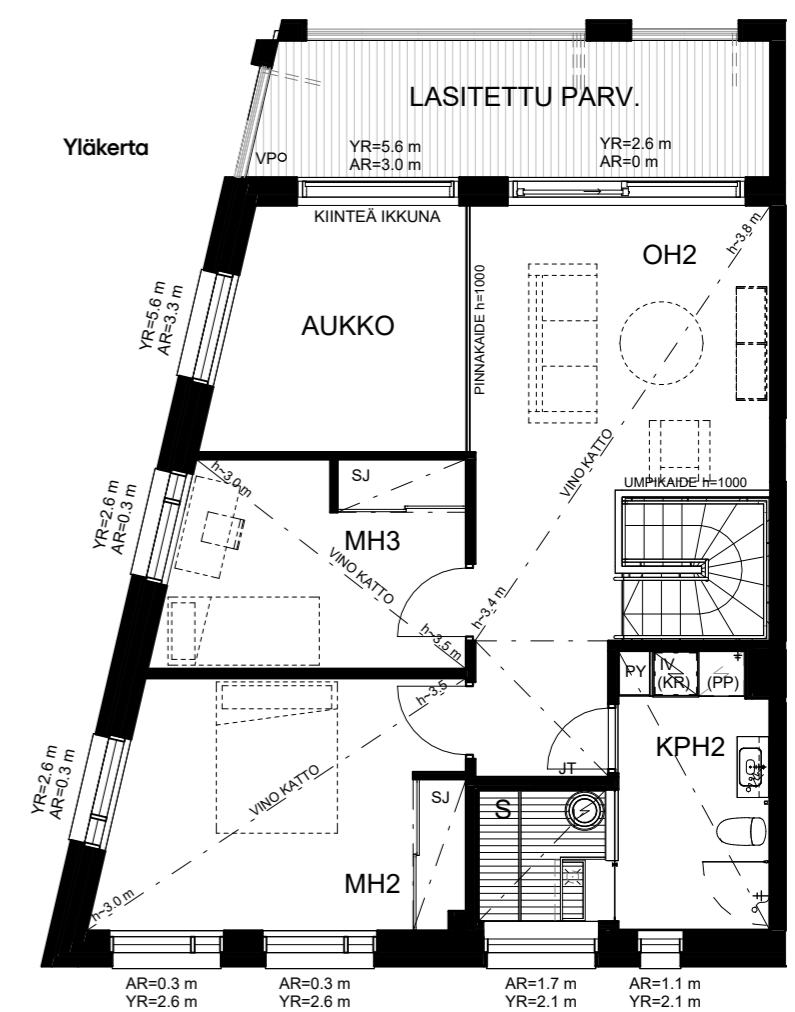 LASITETTU PARV.
Yläkerta
YR=5.6 m
AR=3.0 m
YR=2.6 m
AR=0 m
VP
KIINTEÄ IKKUNA
h~3.8 m
OH2
YR=5.6 m
AR=3.3 m
AUKKO
PINNAKAIDE h=1000
VINO KATTO
UMPIKAIDE h=1000
h~3.0 m
SJ
YR=2.6 m
AR=0.3 m
MH3
VINO KATTO
h~3.4 m
h~3.5 m
PY
IV
(KR)
(PP)
h~3.5
KPH2
YR=2.6 m
AR=0.3 m
VINO KATTO
JT
SJ
S
MH2
h~3.0 m
AR=0.3 m
YR=2.6 m
AR=0.3 m
YR=2.6 m
AR=1.7 m
YR=2.1 m
AR=1.1 m
YR=2.1 m